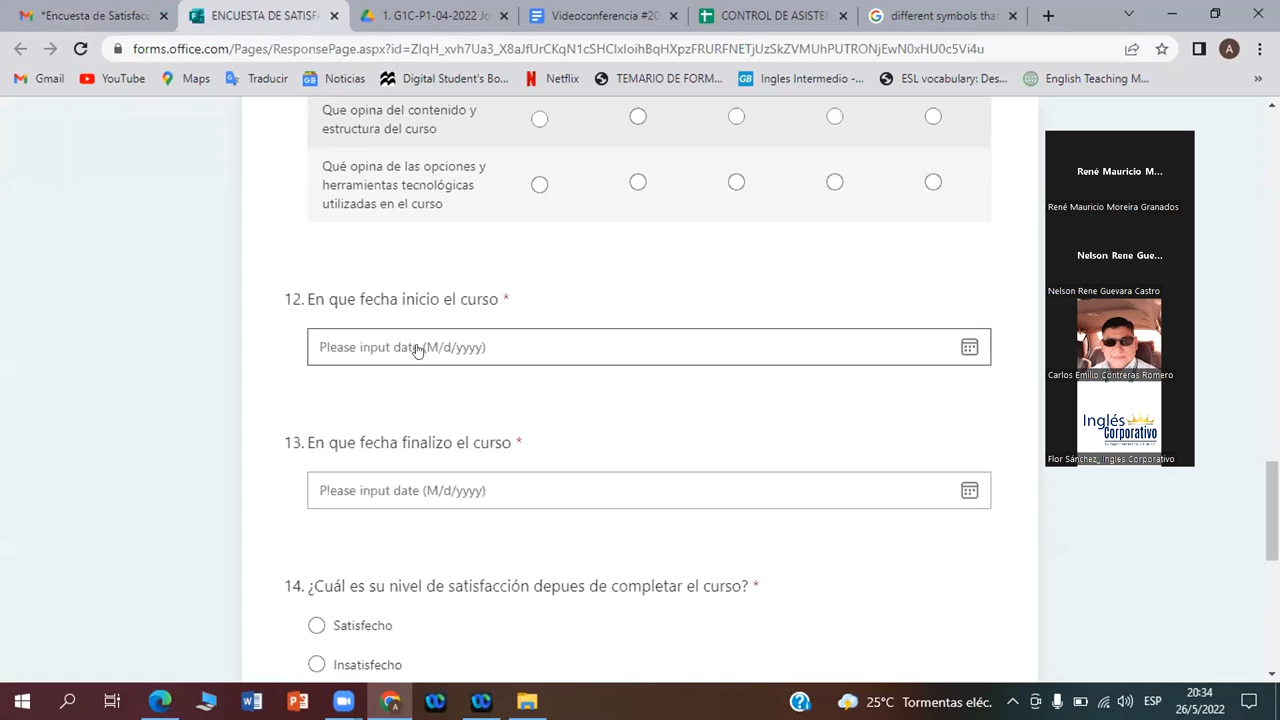 *Encuesta de Satisfacc
ENCUESTA DE SATISF
1. G1C-P1-04-2022 Jo
Videoconferencia #20
CONTROL DE ASISTE
different symbols tha
forms.office.com/Pages/ResponsePage.aspx?id=ZIqH_xvh7Ua3_X8aJfUrCKqN1cSHClxIoihBqHXpzFRURFNETjUzSkZVMUhPUTRONjEwN0xHU0c5Vi4u
A
Gmail
YouTube
Maps
Traducir
Noticias
Digital Student's Bo...
Netflix
TEMARIO DE FORM...
Ingles Intermedio -...
ESL vocabulary: Des...
English Teaching M...
Que opina del contenido y
estructura del curso
Qué opina de las opciones y
herramientas tecnológicas
utilizadas en el curso
12. En que fecha inicio el curso *
Please input date (M/d/yyyy)
13. En que fecha finalizo el curso *
Please input date (M/d/yyyy)
14. ¿Cuál es su nivel de satisfacción depues de completar el curso? *
Satisfecho
Insatisfecho
René Mauricio M...
René Mauricio Moreira Granados
Nelson Rene Gue...
Nelson Rene Guevara Castro
Carlos Emilio Contreras Romero
Inglés
Corporativo
Flor Sánchez_Inglés Corporativo
25°C Tormentas eléc.
ESP
20:34
26/5/2022